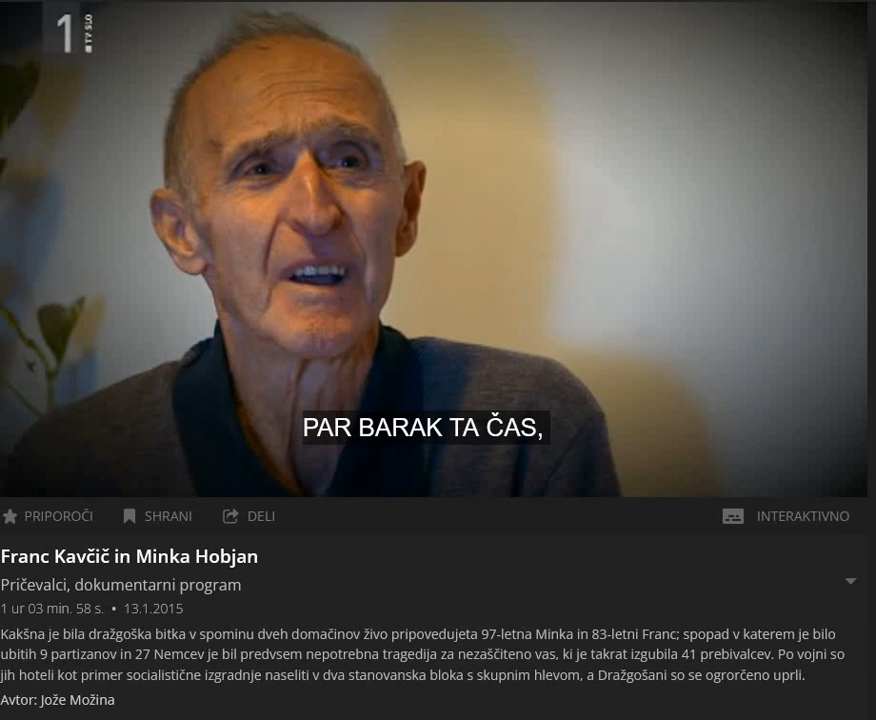 1
TV SLO
PAR BARAK TA ČAS,
PRIPOROČI
SHRANI
DELI
INTERAKTIVNO
Franc Kavčič in Minka Hobjan
Pričevalci, dokumentarni program
1 ur 03 min. 58 s. • 13.1.2015
Kakšna je bila dražgoška bitka v spominu dveh domačinov živo pripovedujeta 97-letna Minka in 83-letni Franc; spopad v katerem je bilo
ubitih 9 partizanov in 27 Nemcev je bil predvsem nepotrebna tragedija za nezaščiteno vas, ki je takrat izgubila 41 prebivalcev. Po vojni so
jih hoteli kot primer socialistične izgradnje naseliti v dva stanovanska bloka s skupnim hlevom, a Dražgošani so se ogrorčeno uprli.
Avtor: Jože Možina